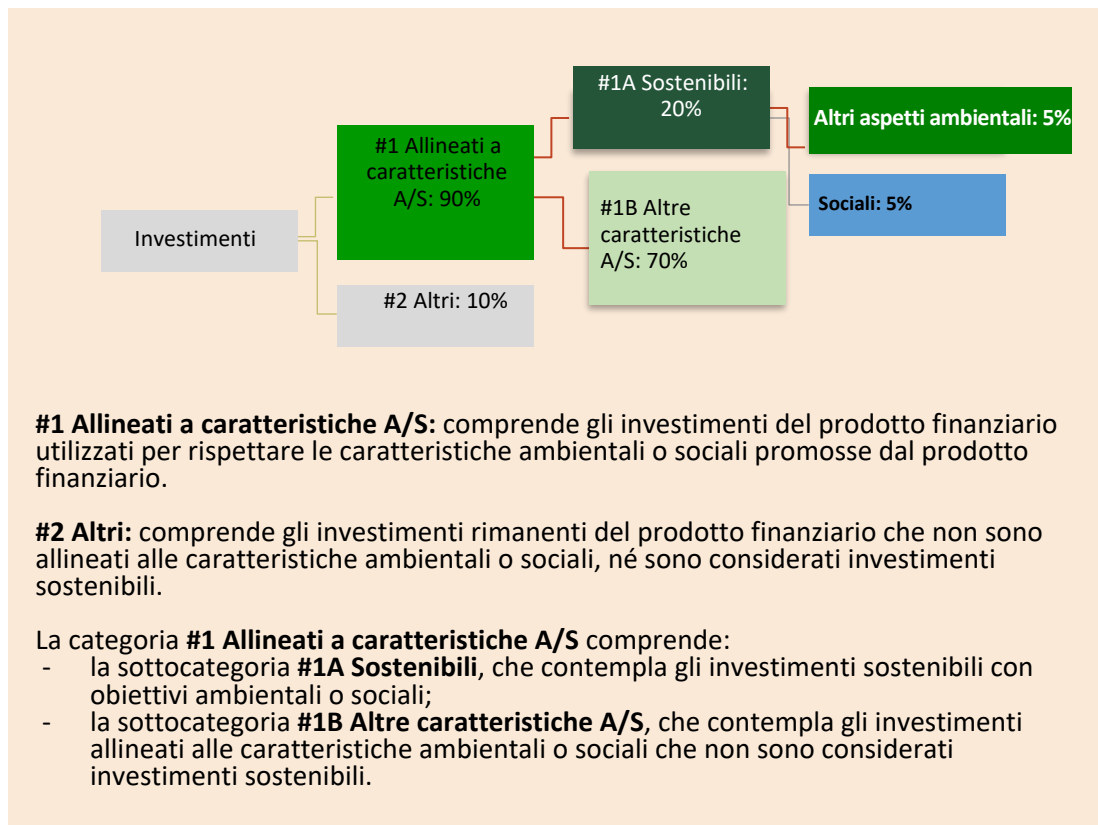 #1A Sostenibili:
20%
Altri aspetti ambientali: 5%
#1 Allineati a
caratteristiche
A/S: 90%
Sociali: 5%
#1B Altre
caratteristiche
A/S: 70%
Investimenti
#2 Altri: 10%
#1 Allineati a caratteristiche A/S: comprende gli investimenti del prodotto finanziario
utilizzati per rispettare le caratteristiche ambientali o sociali promosse dal prodotto
finanziario.
#2 Altri: comprende gli investimenti rimanenti del prodotto finanziario che non sono
allineati alle caratteristiche ambientali o sociali, né sono considerati investimenti
sostenibili.
La categoria #1 Allineati a caratteristiche A/S comprende:
- la sottocategoria #1A Sostenibili, che contempla gli investimenti sostenibili con
obiettivi ambientali o sociali;
- la sottocategoria #1B Altre caratteristiche A/S, che contempla gli investimenti
allineati alle caratteristiche ambientali o sociali che non sono considerati
investimenti sostenibili.